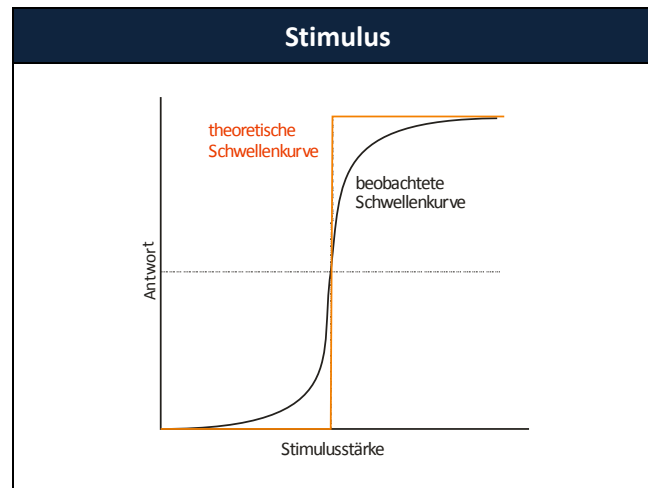 Stimulus
theoretische
Schwellenkurve
beobachtete
Schwellenkurve
Antwort
Stimulusstärke